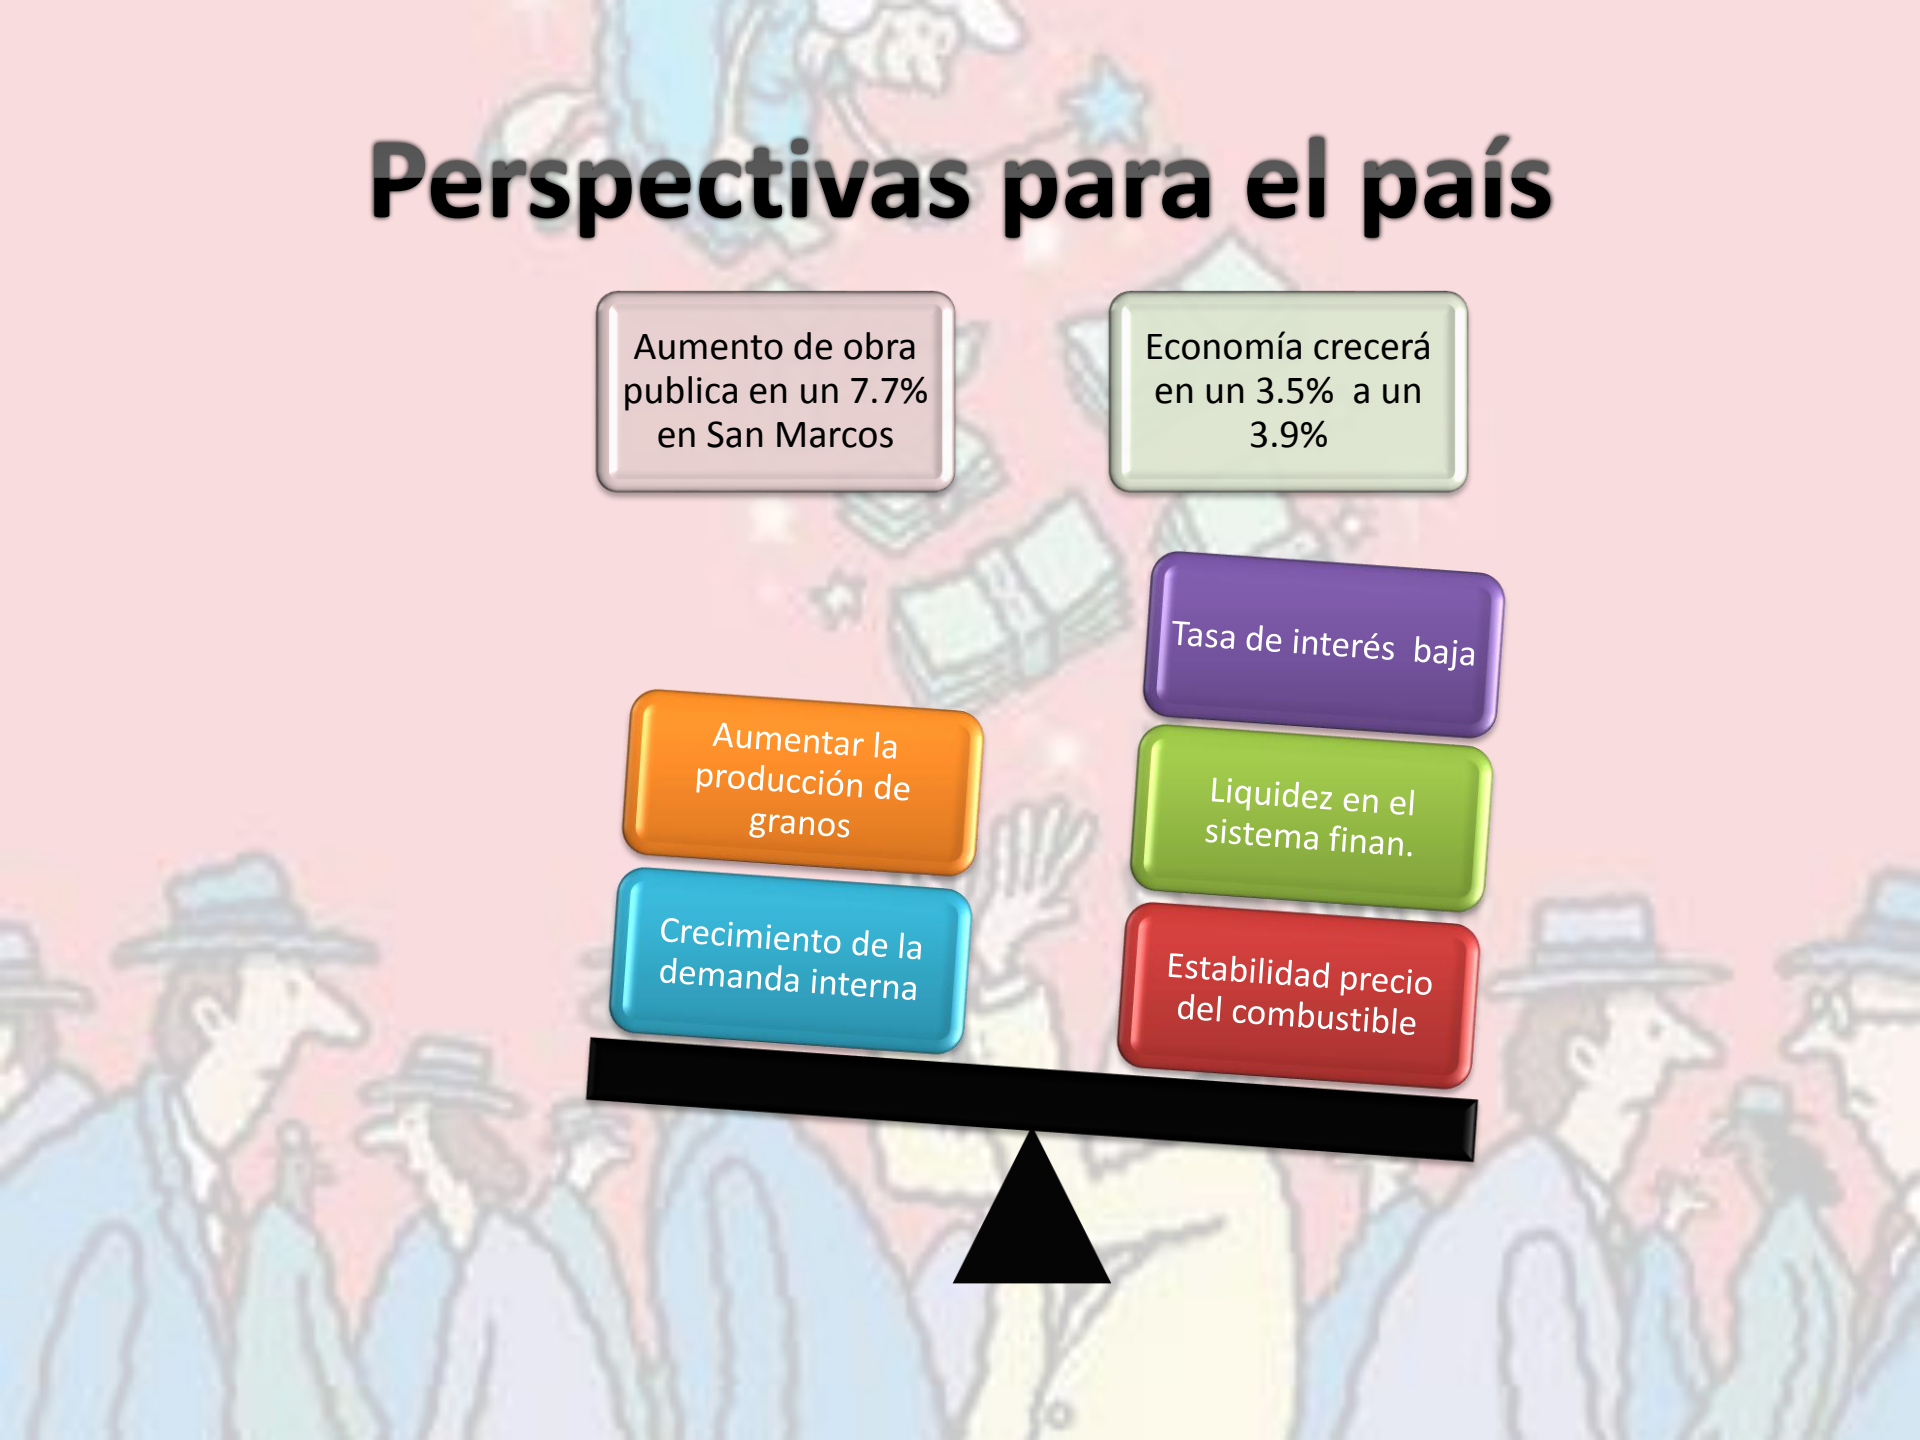 Perspectivas para el país
Aumento de obra
publica en un 7.7%
en San Marcos
Economía crecerá
en un 3.5%  a un
3.9%
Tasa de interés  baja
Aumentar la
producción de
granos
Liquidez en el
sistema finan.
Crecimiento de la
demanda interna
Estabilidad precio
del combustible